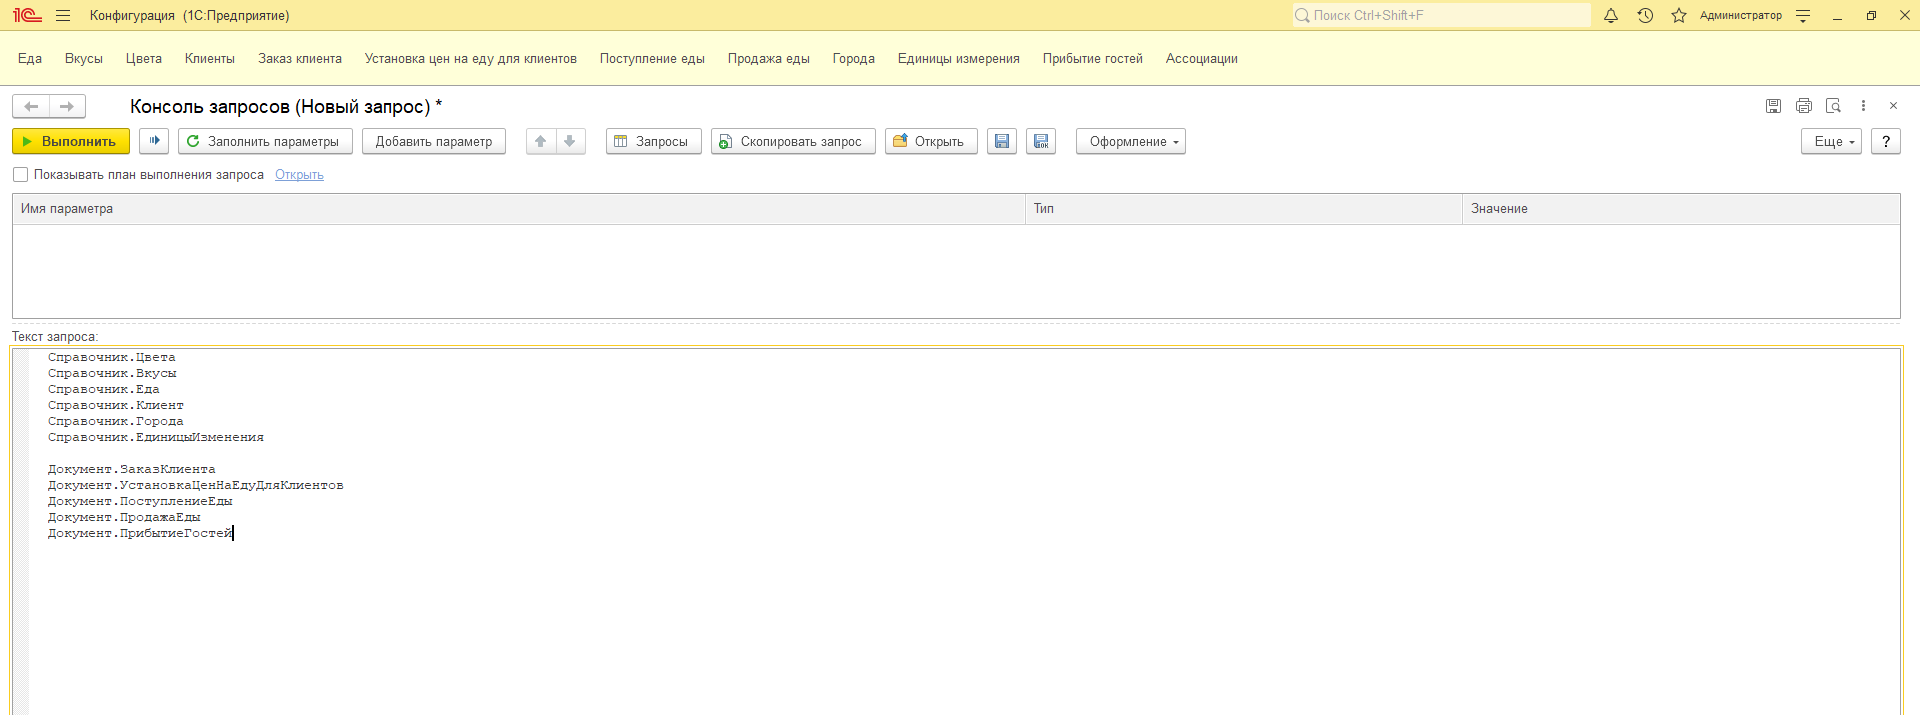 1С Конфигурация (1С:Предприятие) Поиск Ctrl+Shift+F Администратор
Еда Вкусы Цвета Клиенты Заказ клиента Установка цен на еду для клиентов Поступление еды Продажа еды Города Единицы измерения Прибытие гостей Ассоциации
Консоль запросов (Новый запрос) *
Выполнить Заполнить параметры Добавить параметр Запросы Скопировать запрос Открыть Оформление Еще ?
Показывать план выполнения запроса Открыть
Имя параметра Тип Значение
Текст запроса:
Справочник.Цвета
Справочник.Вкусы
Справочник.Еда
Справочник.Клиент
Справочник.Города
Справочник.ЕдиницыИзменения
Документ.ЗаказКлиента
Документ.УстановкаЦенНаЕдуДляКлиентов
Документ.ПоступлениеЕды
Документ.ПродажаЕды
Документ.ПрибытиеГостей